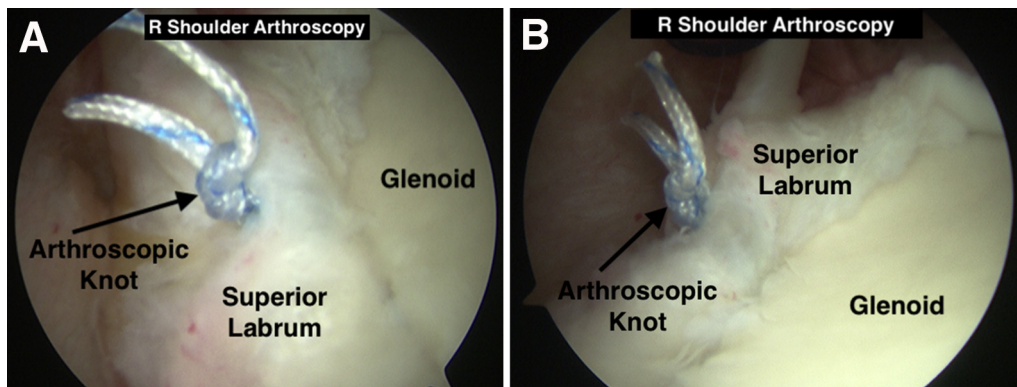 A
R Shoulder Arthroscopy
Glenoid
Arthroscopic
Knot
Superior
Labrum
B
R Shoulder Arthroscopy
Superior
Labrum
Arthroscopic
Knot
Glenoid